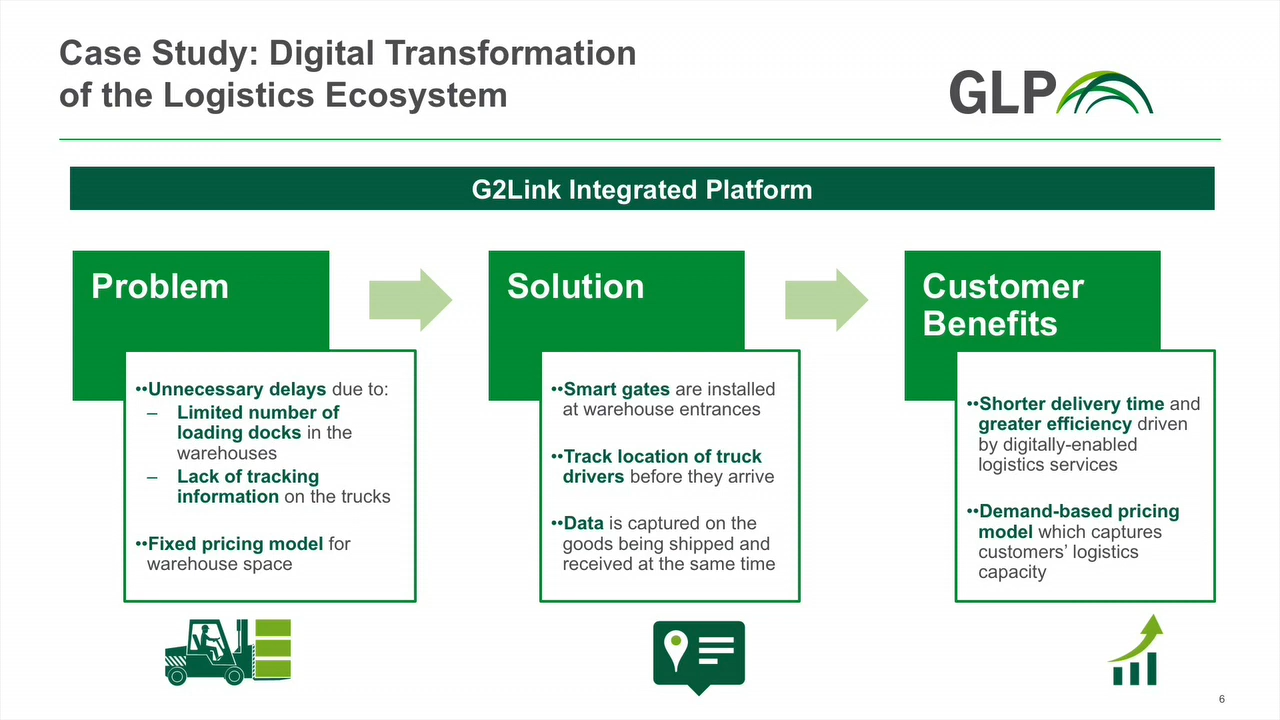 Case Study: Digital Transformation
of the Logistics Ecosystem
GLP
G2Link Integrated Platform
Problem
••Unnecessary delays due to:
– Limited number of
loading docks in the
warehouses
– Lack of tracking
information on the trucks
••Fixed pricing model for
warehouse space
Solution
••Smart gates are installed
at warehouse entrances
••Track location of truck
drivers before they arrive
••Data is captured on the
goods being shipped and
received at the same time
Customer
Benefits
••Shorter delivery time and
greater efficiency driven
by digitally-enabled
logistics services
••Demand-based pricing
model which captures
customers’ logistics
capacity
6